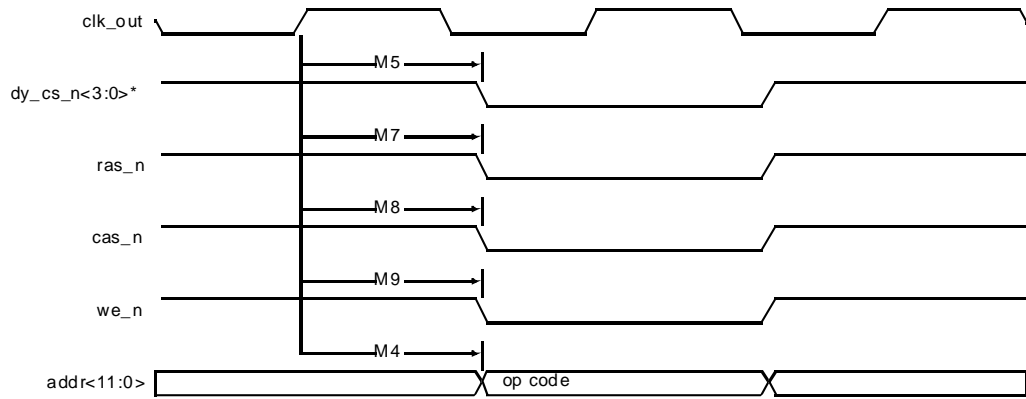 clk_out
M5
dy_cs_n<3:0>*
M7
ras_n
M8
cas_n
M9
we_n
M4
addr<11:0> op code